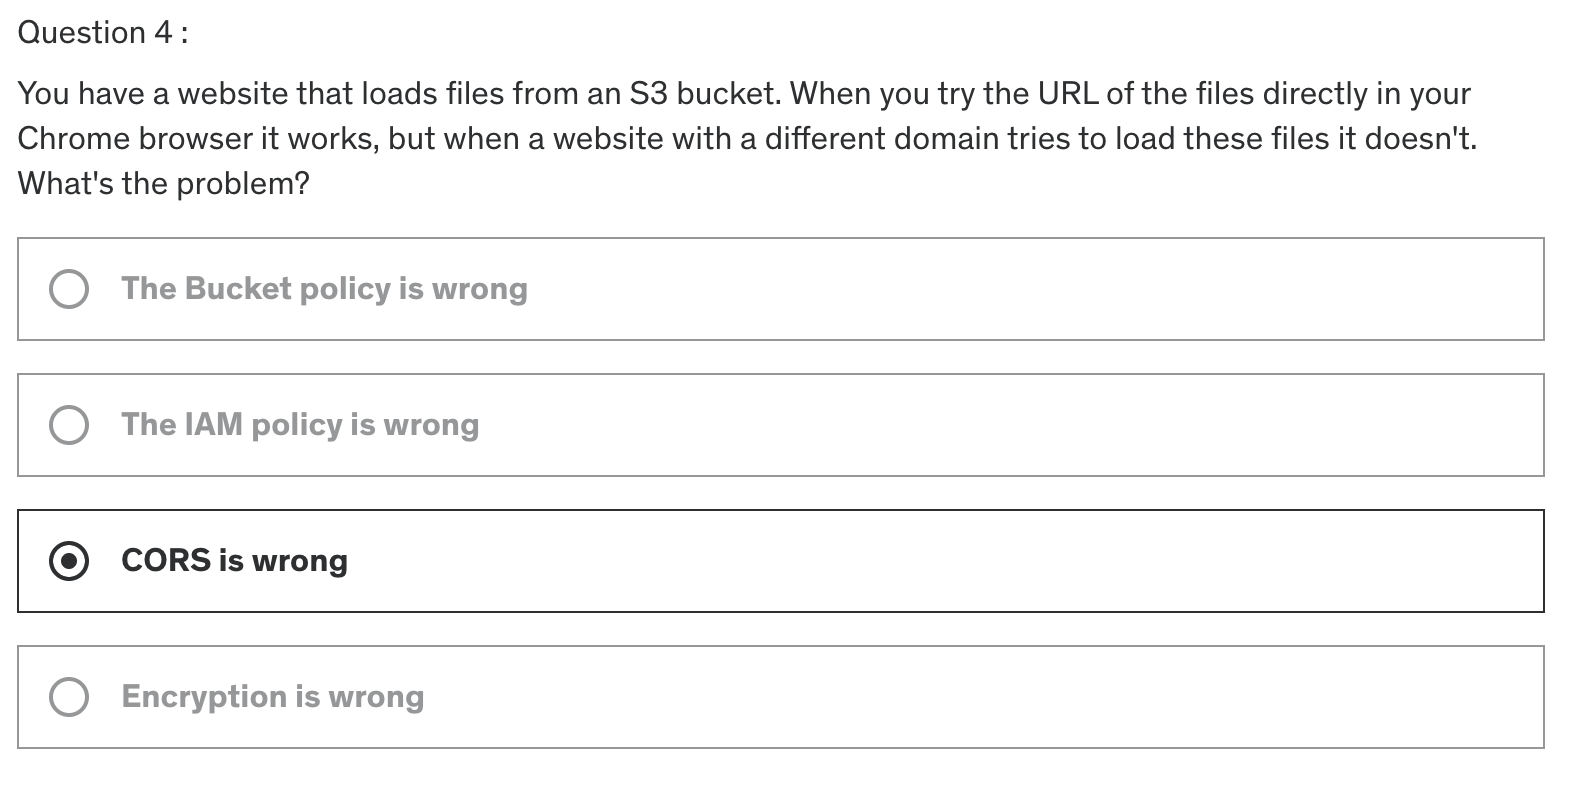 Question 4 :
You have a website that loads files from an S3 bucket. When you try the URL of the files directly in your
Chrome browser it works, but when a website with a different domain tries to load these files it doesn't.
What's the problem?
The Bucket policy is wrong
The IAM policy is wrong
CORS is wrong
Encryption is wrong